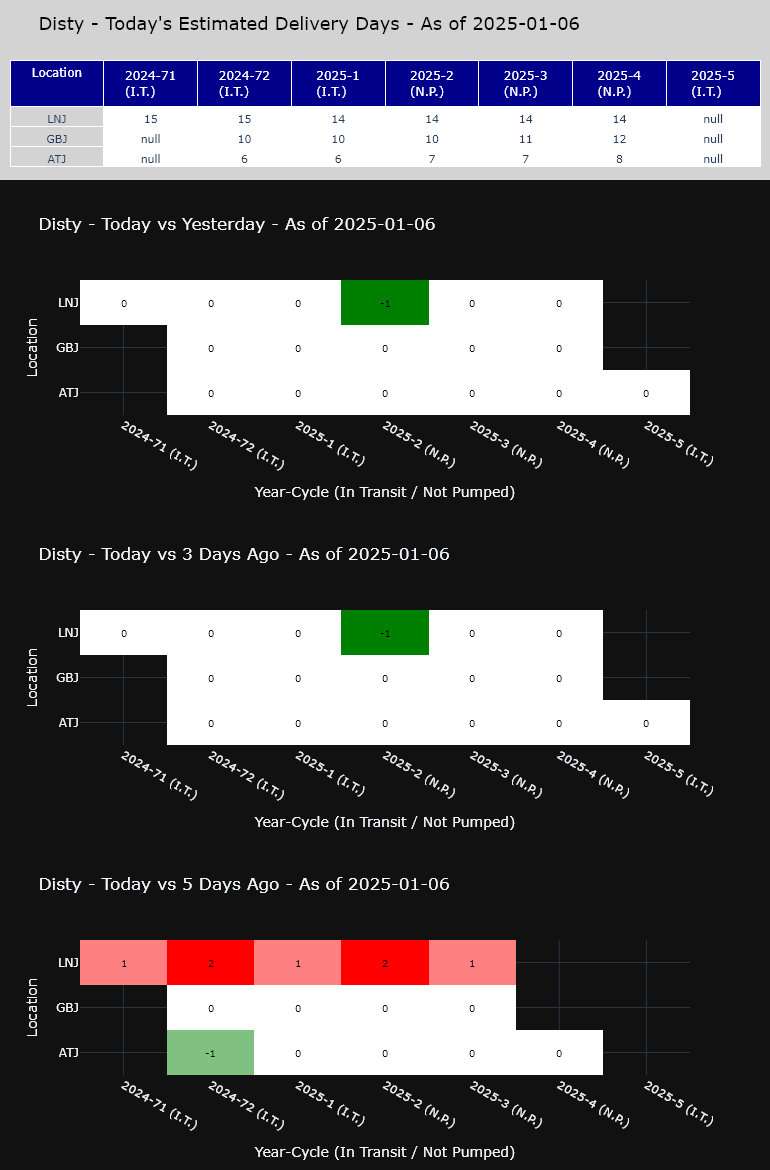 Disty - Today's Estimated Delivery Days - As of 2025-01-06
Location 2024-71 (I.T.) 2024-72 (I.T.) 2025-1 (I.T.) 2025-2 (N.P.) 2025-3 (N.P.) 2025-4 (N.P.) 2025-5 (I.T.)
LNJ 15 15 14 14 14 14 null
GBJ null 10 10 10 11 12 null
ATJ null 6 6 7 7 8 null
Disty - Today vs Yesterday - As of 2025-01-06
Location
LNJ 0 0 0 -1 0 0
GBJ 0 0 0 0 0
ATJ 0 0 0 0 0 0
2024-71 (I.T.) 2024-72 (I.T.) 2025-1 (I.T.) 2025-2 (N.P.) 2025-3 (N.P.) 2025-4 (N.P.) 2025-5 (I.T.)
Year-Cycle (In Transit / Not Pumped)
Disty - Today vs 3 Days Ago - As of 2025-01-06
Location
LNJ 0 0 0 -1 0 0
GBJ 0 0 0 0 0
ATJ 0 0 0 0 0 0
2024-71 (I.T.) 2024-72 (I.T.) 2025-1 (I.T.) 2025-2 (N.P.) 2025-3 (N.P.) 2025-4 (N.P.) 2025-5 (I.T.)
Year-Cycle (In Transit / Not Pumped)
Disty - Today vs 5 Days Ago - As of 2025-01-06
Location
LNJ 1 2 1 2 1
GBJ 0 0 0 0
ATJ -1 0 0 0 0
2024-71 (I.T.) 2024-72 (I.T.) 2025-1 (I.T.) 2025-2 (N.P.) 2025-3 (N.P.) 2025-4 (N.P.) 2025-5 (I.T.)
Year-Cycle (In Transit / Not Pumped)